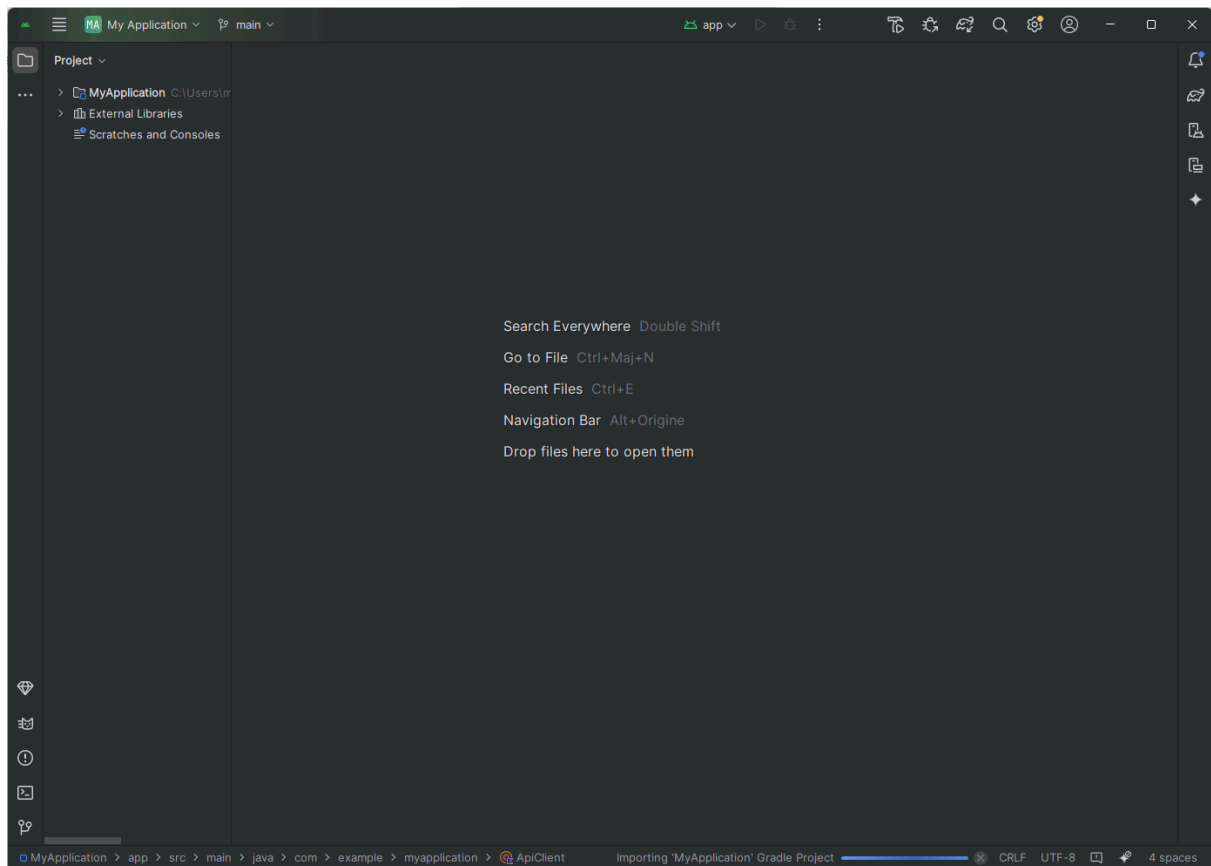 MA My Application main app
Project
MyApplication C:\Users\m
External Libraries
Scratches and Consoles
Search Everywhere Double Shift
Go to File Ctrl+Maj+N
Recent Files Ctrl+E
Navigation Bar Alt+Origine
Drop files here to open them
MyApplication > app > src > main > java > com > example > myapplication > ApiClient Importing 'MyApplication' Gradle Project CRLF UTF-8 4 spaces